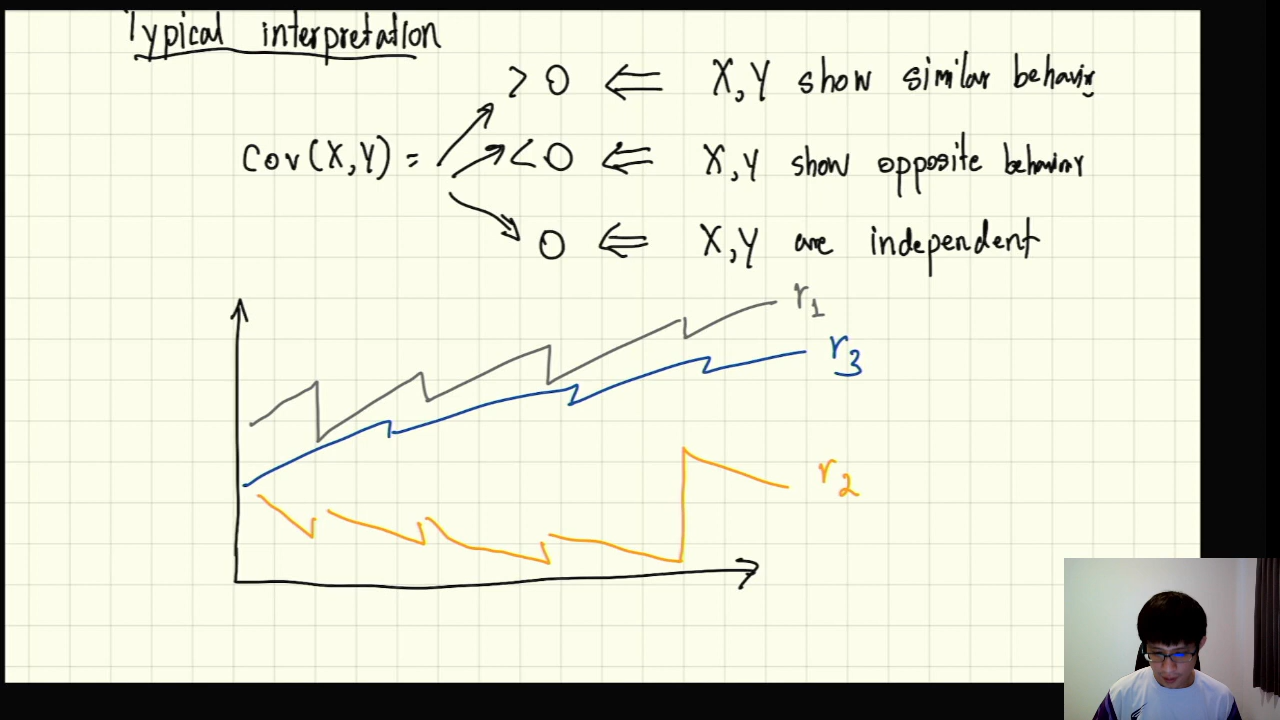 Typical interpretation
> 0 ⇐ X,Y show similar behavior
Cov(X,Y) = < 0 ⇐ X,Y show opposite behavior
0 ⇐ X,Y are independent
r1
r3
r2